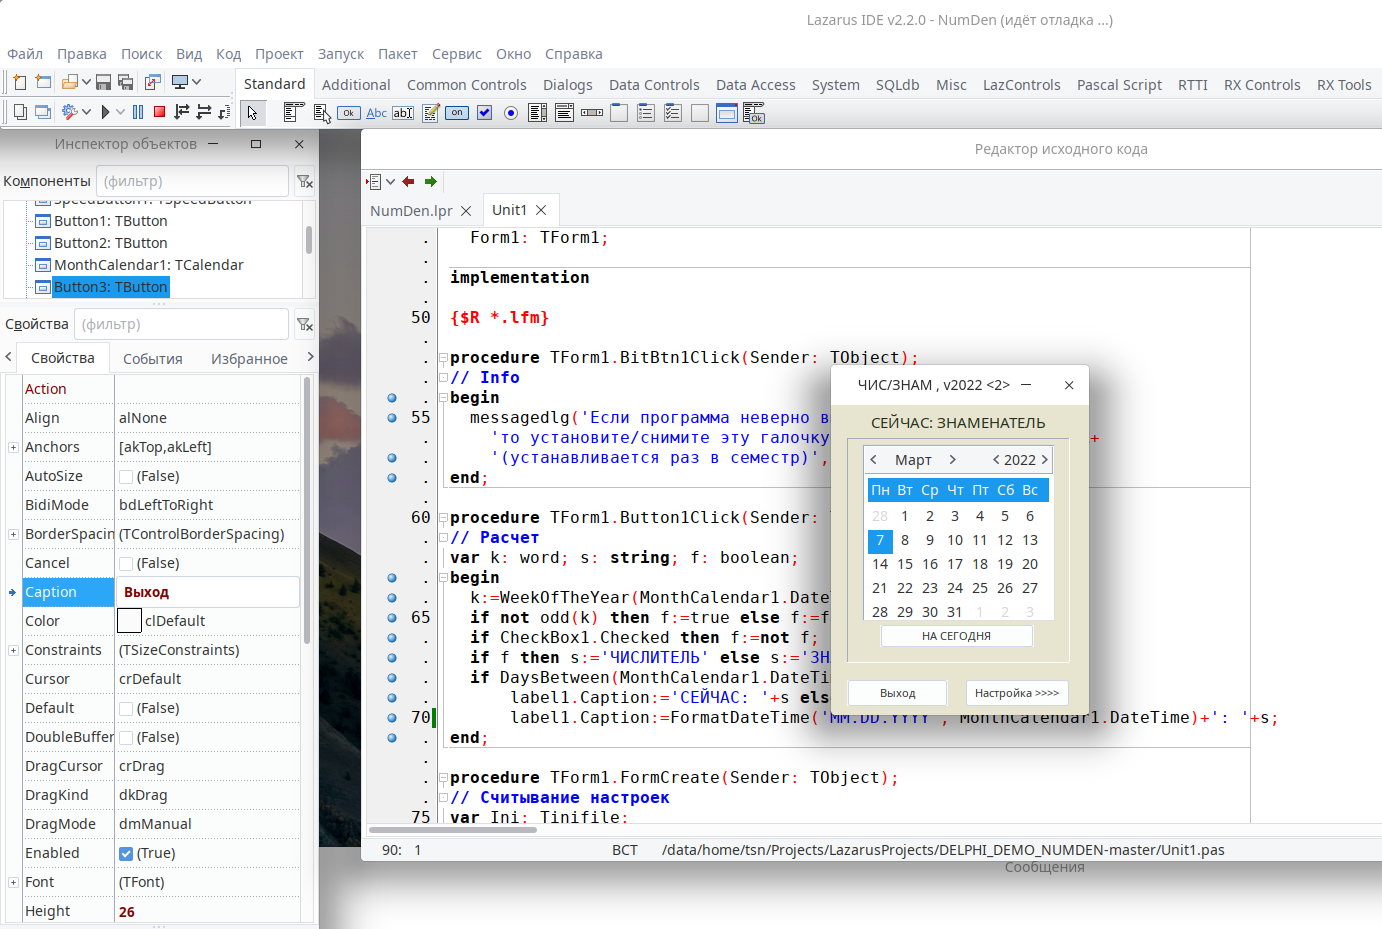 Lazarus IDE v2.2.0 - NumDen (идёт отладка ...)
Файл Правка Поиск Вид Код Проект Запуск Пакет Сервис Окно Справка
Standard Additional Common Controls Dialogs Data Controls Data Access System SQLdb Misc LazControls Pascal Script RTTI RX Controls RX Tools
Ok Abc abI on Ok
Инспектор объектов
Компоненты (фильтр)
SpeedButton1: TSpeedButton
Button1: TButton
Button2: TButton
MonthCalendar1: TCalendar
Button3: TButton
Свойства (фильтр)
Свойства События Избранное
Action
Align alNone
Anchors [akTop,akLeft]
AutoSize (False)
BidiMode bdLeftToRight
BorderSpacin (TControlBorderSpacing)
Cancel (False)
Caption Выход
Color clDefault
Constraints (TSizeConstraints)
Cursor crDefault
Default (False)
DoubleBuffer (False)
DragCursor crDrag
DragKind dkDrag
DragMode dmManual
Enabled (True)
Font (TFont)
Height 26
Редактор исходного кода
NumDen.lpr Unit1
. Form1: TForm1;
.
. implementation
.
50 {$R *.lfm}
.
. procedure TForm1.BitBtn1Click(Sender: TObject);
. // Info
. begin
55 messagedlg('Если программа неверно в
. 'то установите/снимите эту галочку +
. '(устанавливается раз в семестр)',
. end;
.
60 procedure TForm1.Button1Click(Sender:
. // Расчет
. var k: word; s: string; f: boolean;
. begin
. k:=WeekOfTheYear(MonthCalendar1.Date
65 if not odd(k) then f:=true else f:=f
. if CheckBox1.Checked then f:=not f;
. if f then s:='ЧИСЛИТЕЛЬ' else s:='ЗН
. if DaysBetween(MonthCalendar1.DateTim
. label1.Caption:='СЕЙЧАС: '+s els
70 label1.Caption:=FormatDateTime('MM.DD.YYYY', MonthCalendar1.DateTime)+': '+s;
. end;
.
. procedure TForm1.FormCreate(Sender: TObject);
. // Считывание настроек
75 var Ini: Tinifile;
90: 1 ВСТ /data/home/tsn/Projects/LazarusProjects/DELPHI_DEMO_NUMDEN-master/Unit1.pas
Сообщения
ЧИС/ЗНАМ , v2022 <2>
СЕЙЧАС: ЗНАМЕНАТЕЛЬ
Март 2022
Пн Вт Ср Чт Пт Сб Вс
28 1 2 3 4 5 6
7 8 9 10 11 12 13
14 15 16 17 18 19 20
21 22 23 24 25 26 27
28 29 30 31 1 2 3
НА СЕГОДНЯ
Выход Настройка >>>>